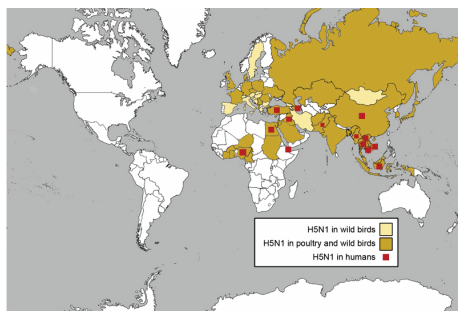 H5N1 in wild birds
H5N1 in poultry and wild birds
H5N1 in humans